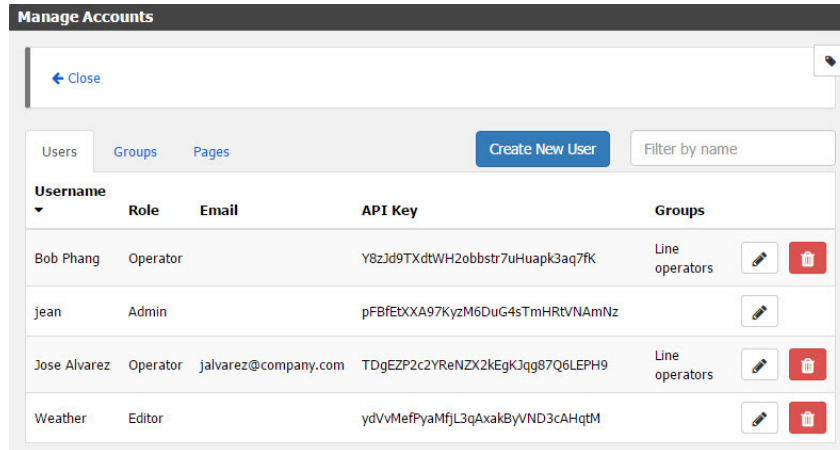 Manage Accounts
Close
Users Groups Pages Create New User Filter by name
Username
Role Email API Key Groups
Bob Phang Operator Y8zJd9TXdtWH2obbstr7uHuapk3aq7fK Line
operators
jean Admin pFBfEtXXA97KyzM6DuG4sTmHRtVNAmNz
Jose Alvarez Operator jalvarez@company.com TDgEZP2c2YReNZX2kEgKJqg87Q6LEPH9 Line
operators
Weather Editor ydVvMefPyaMfjL3qAxakByVND3cAHqtM